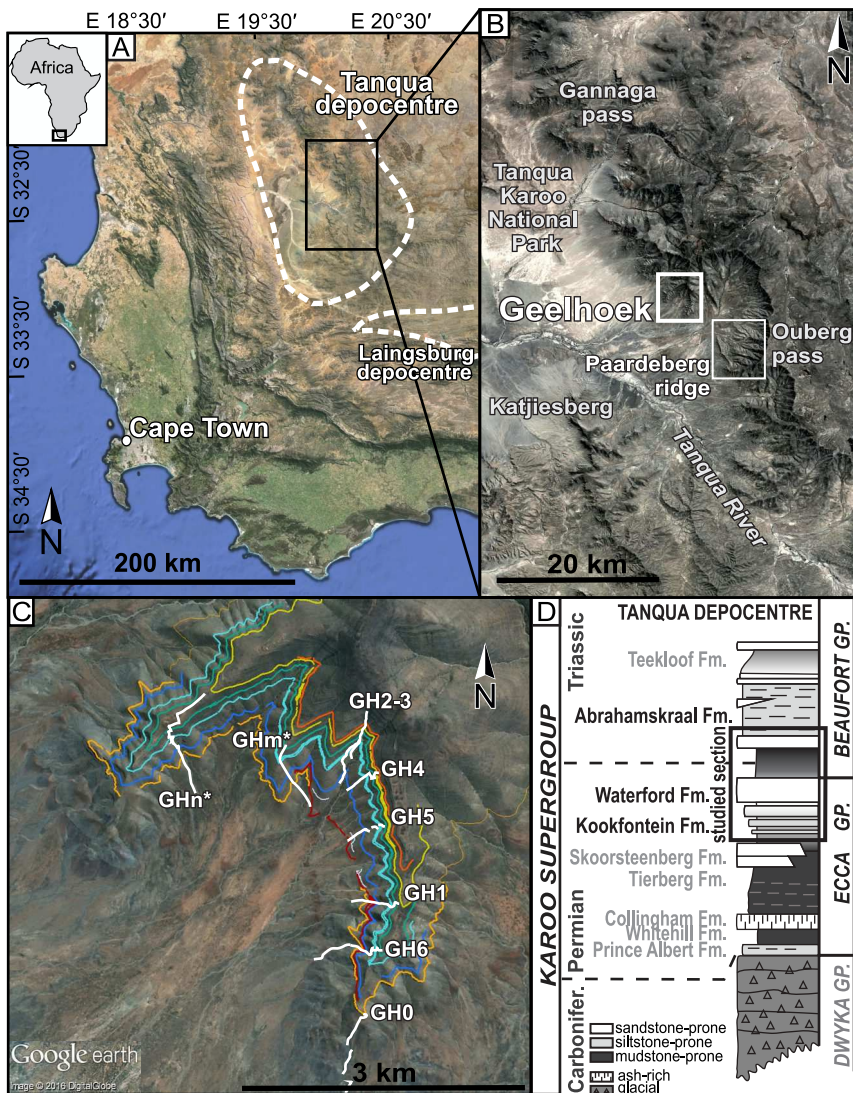 E 18°30′ E 19°30′ E 20°30′
A
Africa
Tanqua
depocentre
S 32°30′
S 33°30′
S 34°30′
Laingsburg
depocentre
Cape Town
N
200 km
B
N
Gannaga
pass
Tanqua
Karoo
National
Park
Geelhoek
Ouberg
pass
Paardeberg
ridge
Katjiesberg
Tanqua River
20 km
C
N
GH2-3
GHm*
GH4
GHn*
GH5
GH1
GH6
GH0
Google earth
mage © 2016 DigitalGlobe
3 km
D
TANQUA DEPOCENTRE
KAROO SUPERGROUP
Triassic
Permian
Carbonifer.
Teekloof Fm.
Abrahamskraal Fm.
studied section
Waterford Fm.
Kookfontein Fm.
Skoorsteenberg Fm.
Tierberg Fm.
Collingham Fm.
Whitehill Fm.
Prince Albert Fm.
BEAUFORT GP.
ECCA GP.
DWYKA GP.
sandstone-prone
siltstone-prone
mudstone-prone
ash-rich
glacial